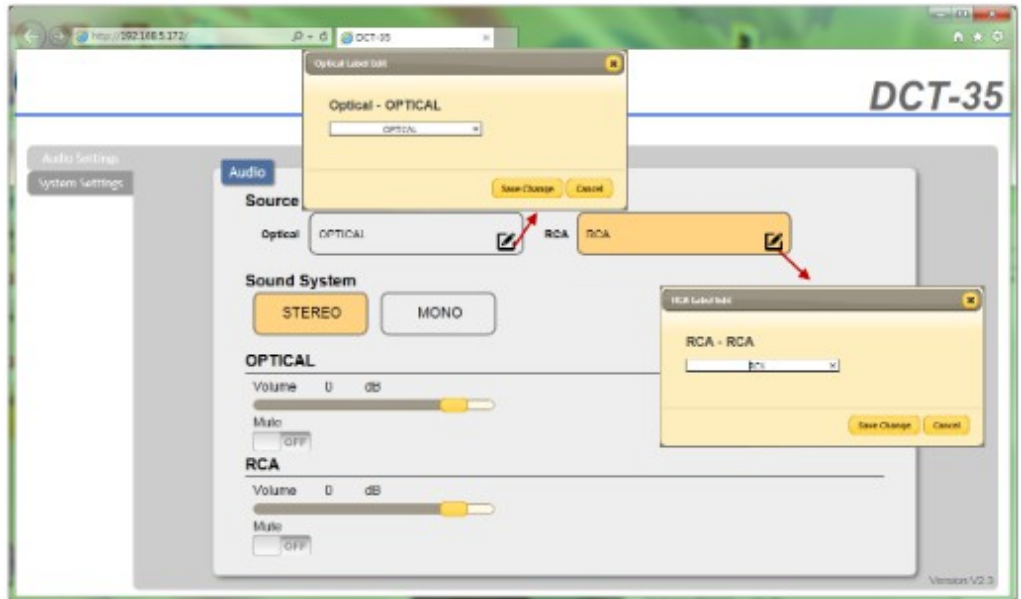 http://192.168.5.172/
DCT-35
Optical Label Edit
Optical - OPTICAL
OPTICAL
Save Change
Cancel
DCT-35
Audio Settings
System Settings
Audio
Source
Optical
OPTICAL
RCA
RCA
Sound System
STEREO
MONO
RCA Label Edit
RCA - RCA
RCA
Save Change
Cancel
OPTICAL
Volume 0 dB
Mute
OFF
RCA
Volume 0 dB
Mute
OFF
Version V2.3